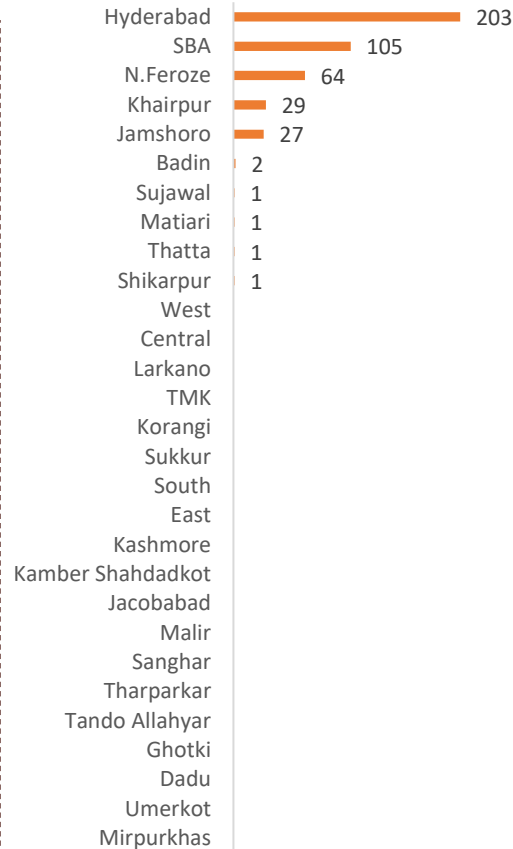 Hyderabad 203
SBA 105
N.Feroze 64
Khairpur 29
Jamshoro 27
Badin 2
Sujawal 1
Matiari 1
Thatta 1
Shikarpur 1
West
Central
Larkano
TMK
Korangi
Sukkur
South
East
Kashmore
Kamber Shahdadkot
Jacobabad
Malir
Sanghar
Tharparkar
Tando Allahyar
Ghotki
Dadu
Umerkot
Mirpurkhas